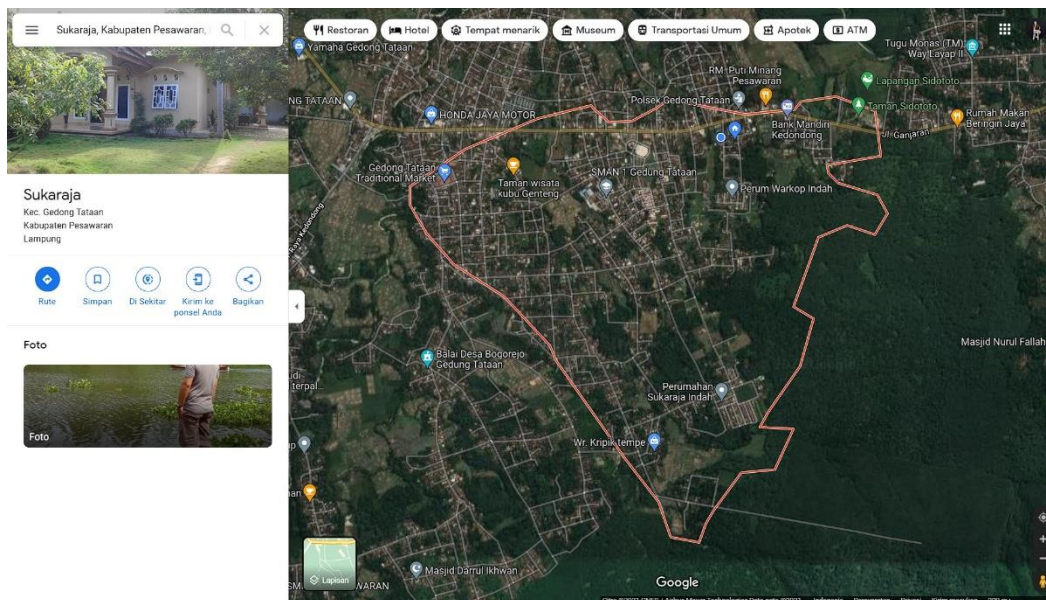 Sukaraja, Kabupaten Pesawaran,
Sukaraja
Kec. Gedong Tataan
Kabupaten Pesawaran
Lampung
Rute
Simpan
Di Sekitar
Kirim ke
ponsel Anda
Bagikan
Foto
Foto
Restoran
Hotel
Tempat menarik
Museum
Transportasi Umum
Apotek
ATM
Yamaha Gedong Tataan
Tugu Monas (TM)
Way Layap II
RM. Puti Minang
Pesawaran
Lapangan Sidototo
NG TATAAN
Polsek Gedong Tataan
Taman Sidototo
HONDA JAYA MOTOR
Bank Mandiri
Kedondong
Rumah Makan
Beringin Jaya
Jl. Ganjaran
Gedong Tataan
Traditional Market
Taman wisata
kubu Genteng
SMAN 1 Gedung Tataan
Perum Warkop Indah
Raya Kedondong
Masjid Nurul Fallah
Balai Desa Bogorejo
Gedung Tataan
terpal...
Perumahan
Sukaraja Indah
Wr. Kripik tempe
Lapisan
Masjid Darrul Ikhwan
WARAN
Google